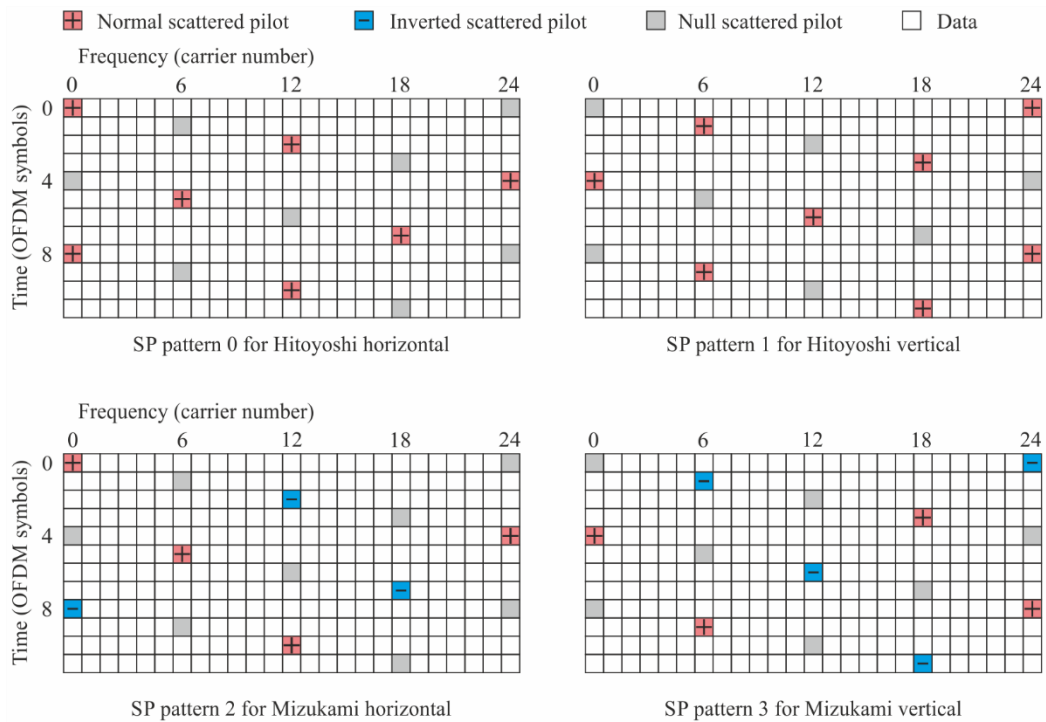 + Normal scattered pilot − Inverted scattered pilot Null scattered pilot Data
Frequency (carrier number)
0 6 12 18 24 0 6 12 18 24
Time (OFDM symbols)
0
4
8
SP pattern 0 for Hitoyoshi horizontal SP pattern 1 for Hitoyoshi vertical
Frequency (carrier number)
0 6 12 18 24 0 6 12 18 24
Time (OFDM symbols)
0
4
8
SP pattern 2 for Mizukami horizontal SP pattern 3 for Mizukami vertical